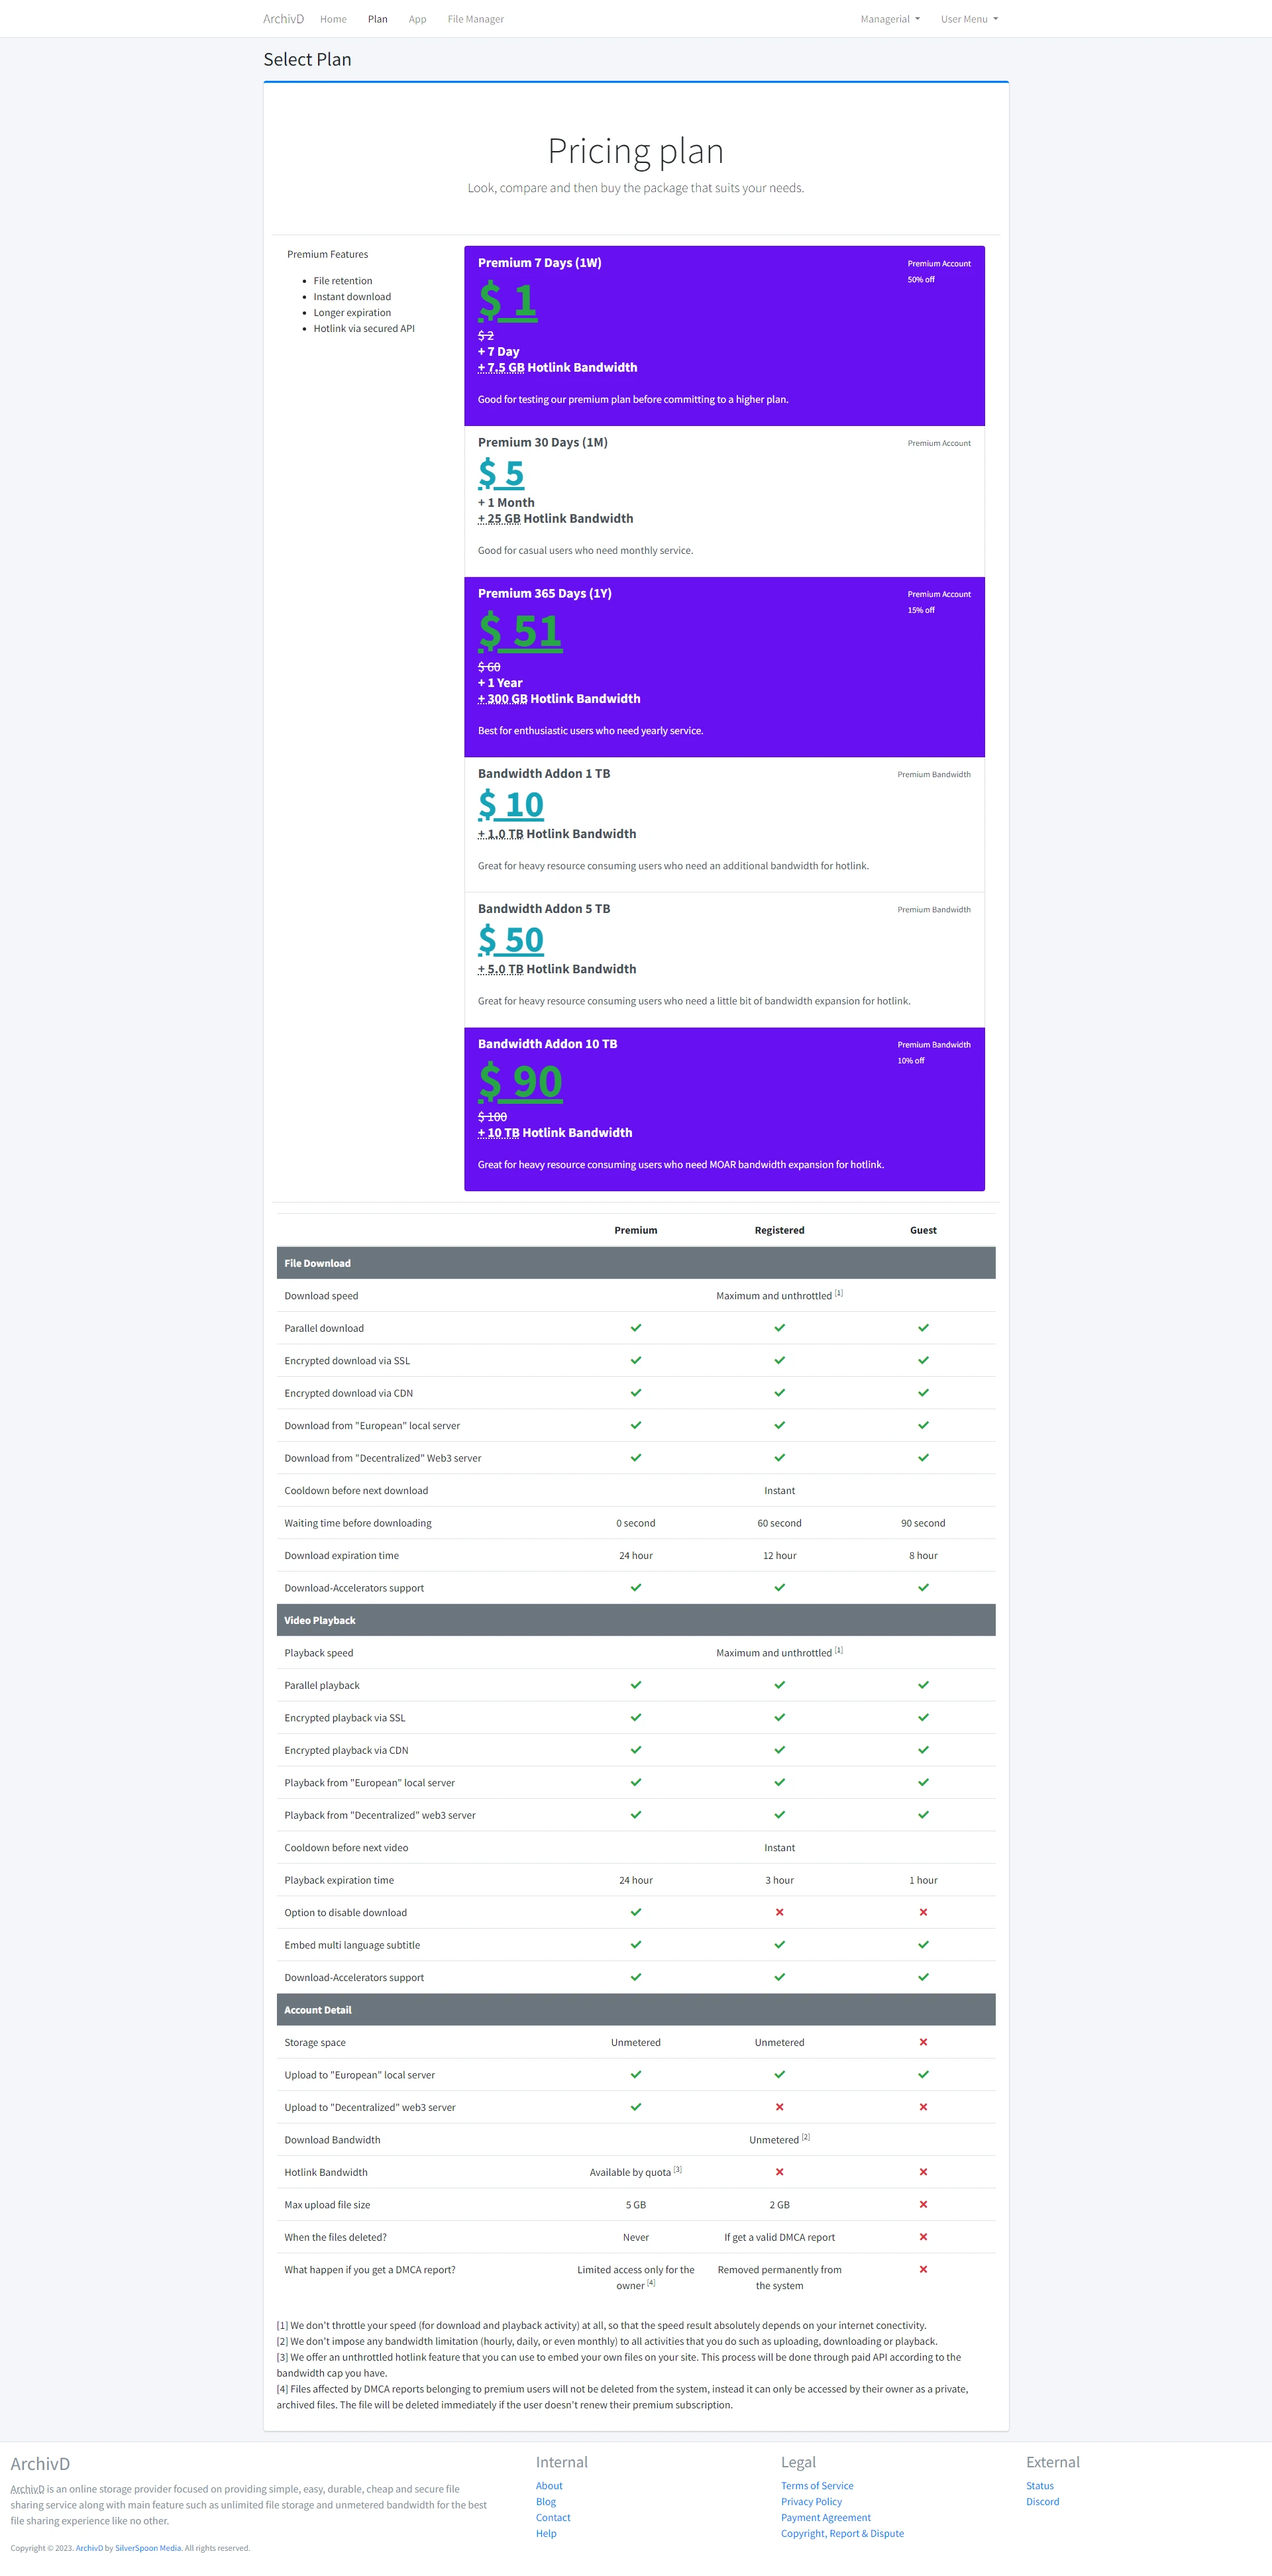 ArchivD Home Plan App File Manager Managerial User Menu
Select Plan
Pricing plan
Look, compare and then buy the package that suits your needs.
Premium Features
File retention
Instant download
Longer expiration
Hotlink via secured API
Premium 7 Days (1W) Premium Account
50% off
$ 1
$ 2
+ 7 Day
+ 7.5 GB Hotlink Bandwidth
Good for testing our premium plan before committing to a higher plan.
Premium 30 Days (1M) Premium Account
$ 5
+ 1 Month
+ 25 GB Hotlink Bandwidth
Good for casual users who need monthly service.
Premium 365 Days (1Y) Premium Account
15% off
$ 51
$ 60
+ 1 Year
+ 300 GB Hotlink Bandwidth
Best for enthusiastic users who need yearly service.
Bandwidth Addon 1 TB Premium Bandwidth
$ 10
+ 1.0 TB Hotlink Bandwidth
Great for heavy resource consuming users who need an additional bandwidth for hotlink.
Bandwidth Addon 5 TB Premium Bandwidth
$ 50
+ 5.0 TB Hotlink Bandwidth
Great for heavy resource consuming users who need a little bit of bandwidth expansion for hotlink.
Bandwidth Addon 10 TB Premium Bandwidth
10% off
$ 90
$ 100
+ 10 TB Hotlink Bandwidth
Great for heavy resource consuming users who need MOAR bandwidth expansion for hotlink.
Premium Registered Guest
File Download
Download speed Maximum and unthrottled [1]
Parallel download
Encrypted download via SSL
Encrypted download via CDN
Download from "European" local server
Download from "Decentralized" Web3 server
Cooldown before next download Instant
Waiting time before downloading 0 second 60 second 90 second
Download expiration time 24 hour 12 hour 8 hour
Download-Accelerators support
Video Playback
Playback speed Maximum and unthrottled [1]
Parallel playback
Encrypted playback via SSL
Encrypted playback via CDN
Playback from "European" local server
Playback from "Decentralized" web3 server
Cooldown before next video Instant
Playback expiration time 24 hour 3 hour 1 hour
Option to disable download
Embed multi language subtitle
Download-Accelerators support
Account Detail
Storage space Unmetered Unmetered
Upload to "European" local server
Upload to "Decentralized" web3 server
Download Bandwidth Unmetered [2]
Hotlink Bandwidth Available by quota [3]
Max upload file size 5 GB 2 GB
When the files deleted? Never If get a valid DMCA report
What happen if you get a DMCA report? Limited access only for the owner [4] Removed permanently from the system
[1] We don't throttle your speed (for download and playback activity) at all, so that the speed result absolutely depends on your internet conectivity.
[2] We don't impose any bandwidth limitation (hourly, daily, or even monthly) to all activities that you do such as uploading, downloading or playback.
[3] We offer an unthrottled hotlink feature that you can use to embed your own files on your site. This process will be done through paid API according to the
bandwidth cap you have.
[4] Files affected by DMCA reports belonging to premium users will not be deleted from the system, instead it can only be accessed by their owner as a private,
archived files. The file will be deleted immediately if the user doesn't renew their premium subscription.
ArchivD
ArchivD is an online storage provider focused on providing simple, easy, durable, cheap and secure file
sharing service along with main feature such as unlimited file storage and unmetered bandwidth for the best
file sharing experience like no other.
Copyright © 2023. ArchivD by SilverSpoon Media. All rights reserved.
Internal
About
Blog
Contact
Help
Legal
Terms of Service
Privacy Policy
Payment Agreement
Copyright, Report & Dispute
External
Status
Discord